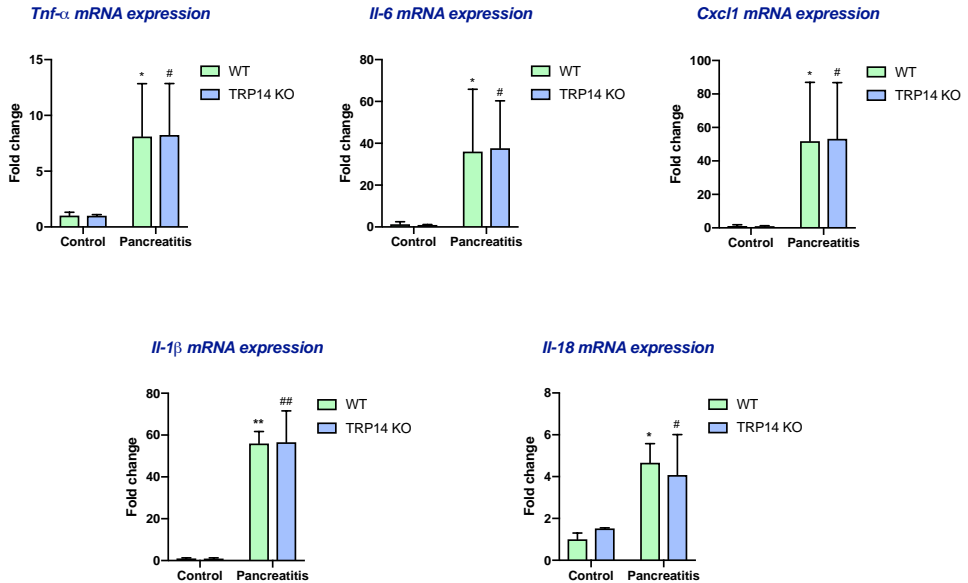 Tnf-α mRNA expression
15
10
5
0
Fold change
*
#
Control
Pancreatitis
WT
TRP14 KO
Il-6 mRNA expression
80
60
40
20
0
Fold change
*
#
Control
Pancreatitis
WT
TRP14 KO
Cxcl1 mRNA expression
100
80
60
40
20
0
Fold change
*
#
Control
Pancreatitis
WT
TRP14 KO
Il-1β mRNA expression
80
60
40
20
0
Fold change
**
##
Control
Pancreatitis
WT
TRP14 KO
Il-18 mRNA expression
8
6
4
2
0
Fold change
*
#
Control
Pancreatitis
WT
TRP14 KO